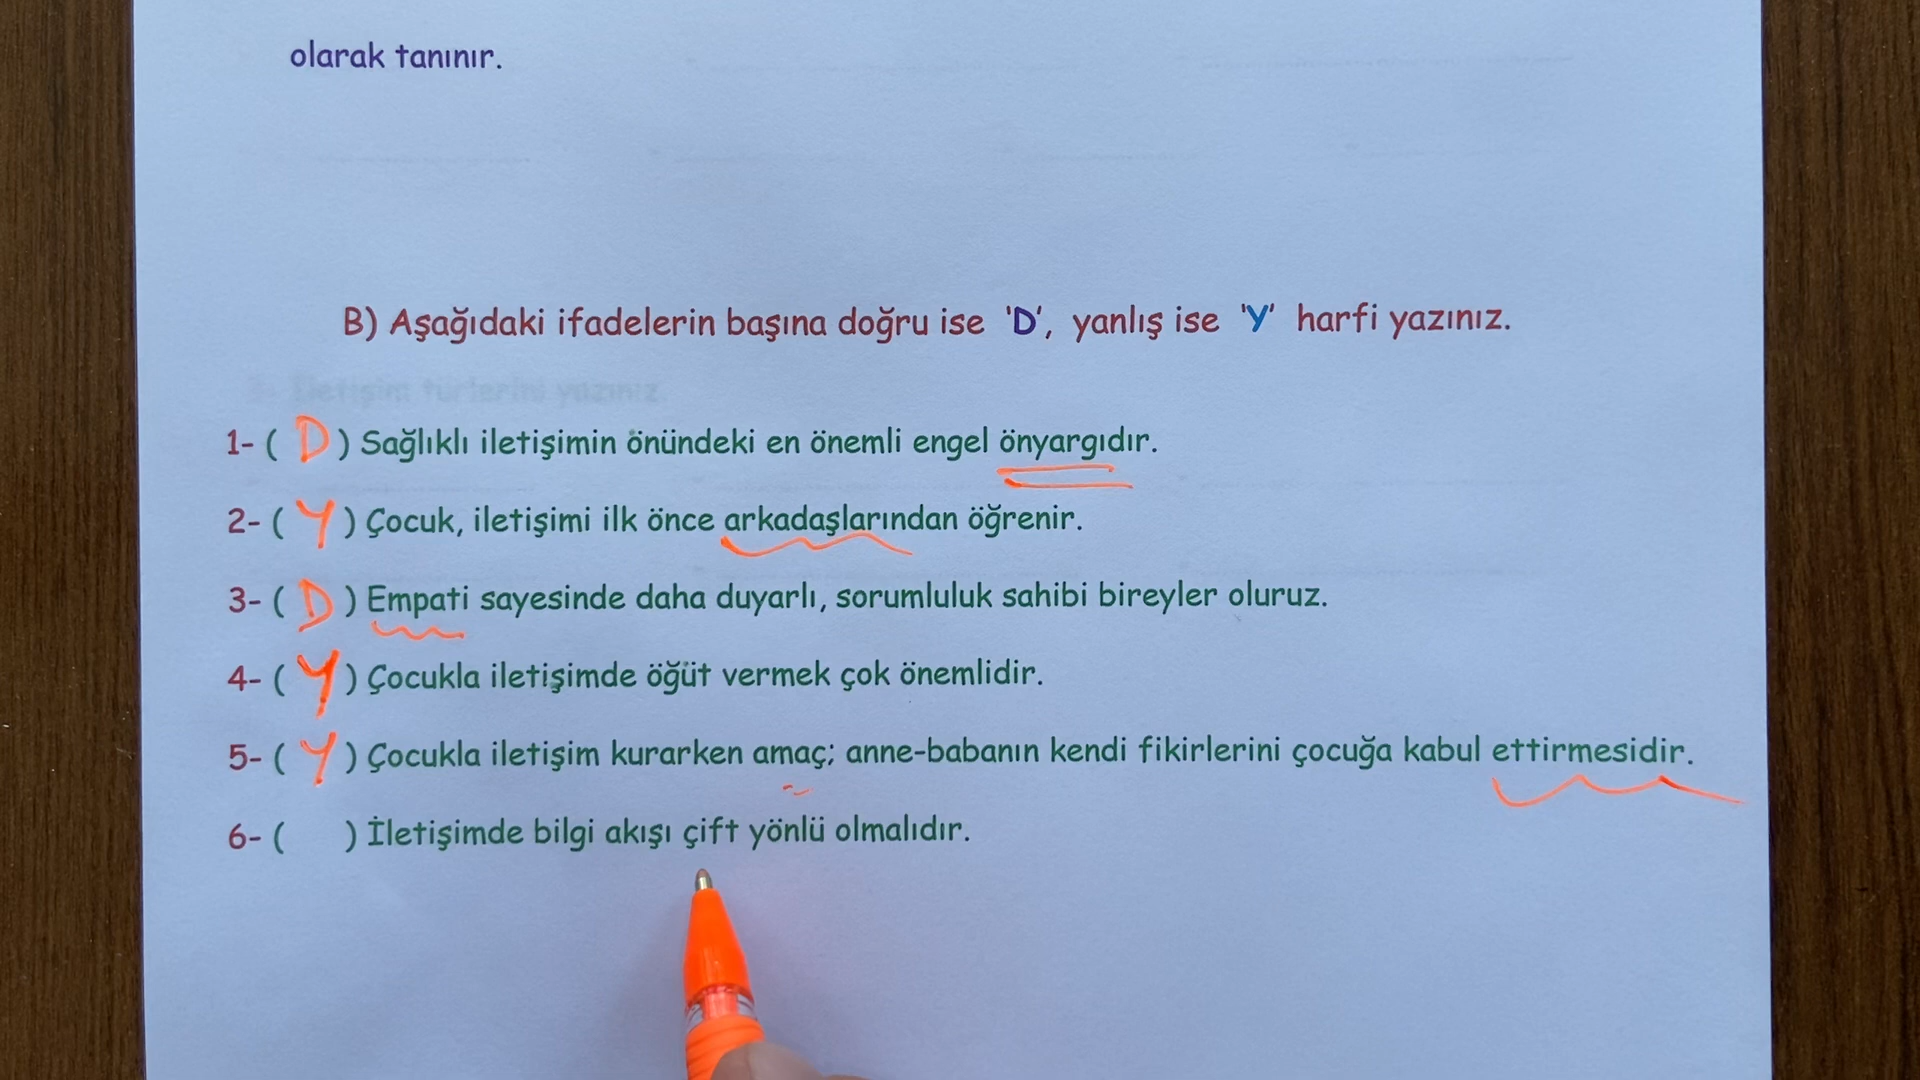 olarak tanınır.
B) Aşağıdaki ifadelerin başına doğru ise 'D', yanlış ise 'Y' harfi yazınız.
1- ( D ) Sağlıklı iletişimin önündeki en önemli engel önyargıdır.
2- ( Y ) Çocuk, iletişimi ilk önce arkadaşlarından öğrenir.
3- ( D ) Empati sayesinde daha duyarlı, sorumluluk sahibi bireyler oluruz.
4- ( Y ) Çocukla iletişimde öğüt vermek çok önemlidir.
5- ( Y ) Çocukla iletişim kurarken amaç; anne-babanın kendi fikirlerini çocuğa kabul ettirmesidir.
6- ( ) İletişimde bilgi akışı çift yönlü olmalıdır.